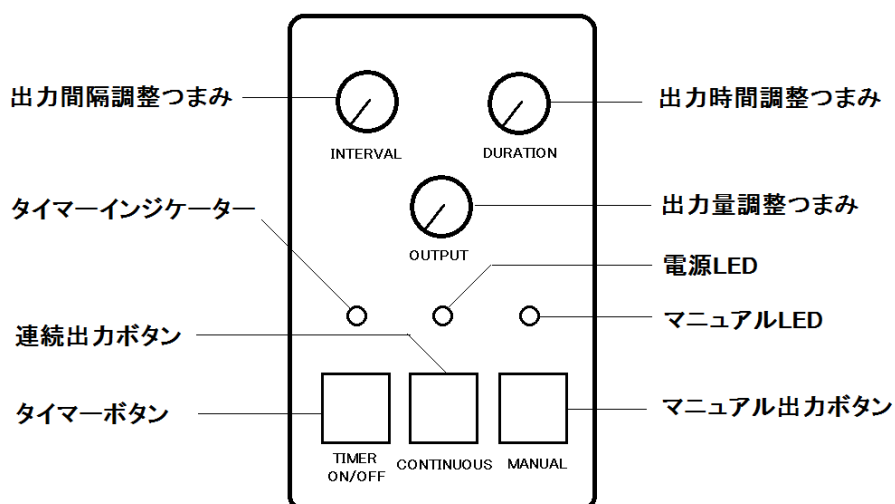 出力間隔調整つまみ
出力時間調整つまみ
INTERVAL
DURATION
タイマーインジケーター
出力量調整つまみ
OUTPUT
電源LED
連続出力ボタン
マニュアルLED
タイマーボタン
マニュアル出力ボタン
TIMER
ON/OFF
CONTINUOUS
MANUAL